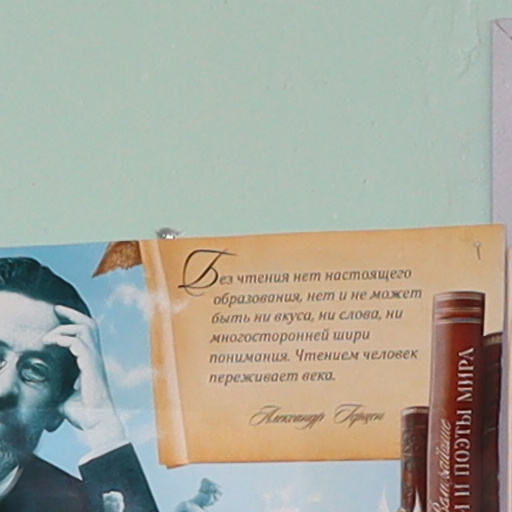 Без чтения нет настоящего
образования, нет и не может
быть ни вкуса, ни слова, ни
многосторонней шири
понимания. Чтением человек
переживает века.
Александр Герцен
И ПОЭТЫ МИРА